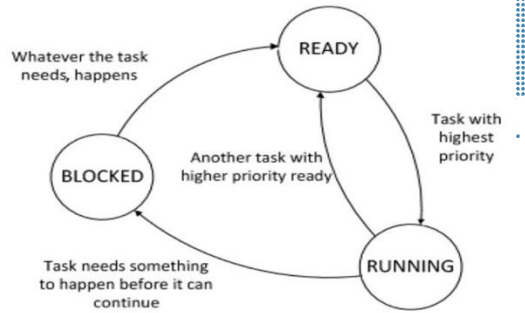 READY
Whatever the task
needs, happens
Task with
highest
priority
Another task with
higher priority ready
BLOCKED
RUNNING
Task needs something
to happen before it can
continue